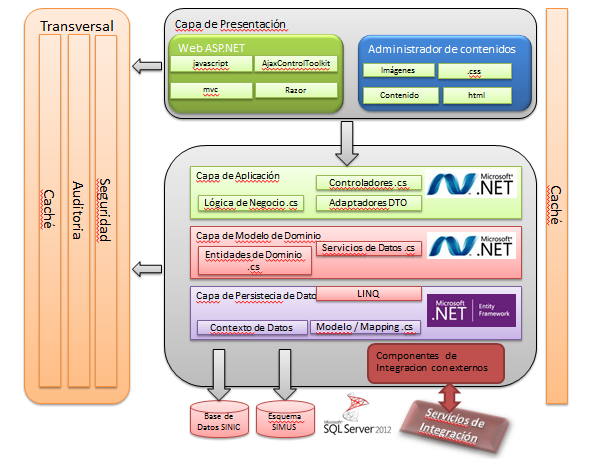 Transversal
Caché
Auditoria
Seguridad
Capa de Presentación
Web ASP.NET
javascript
AjaxControlToolkit
mvc
Razor
Administrador de contenidos
Imágenes
.css
Contenido
html
Caché
Capa de Aplicación
Controladores .cs
Lógica de Negocio .cs
Adaptadores DTO
Microsoft
.NET
Capa de Modelo de Dominio
Servicios de Datos .cs
Entidades de Dominio
.cs
Microsoft
.NET
Capa de Persistecia de Dato
LINQ
Contexto de Datos
Modelo / Mapping .cs
Microsoft
.NET
Entity
Framework
Componentes de
Integracion con externos
Base de
Datos SINIC
Esquema
SIMUS
Microsoft
SQL Server 2012
Servicios de
Integración